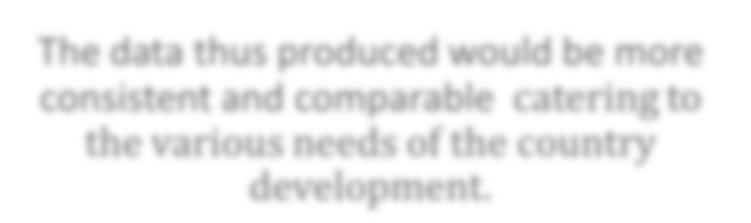 The data thus produced would be more
consistent and comparable catering to
the various needs of the country
development.